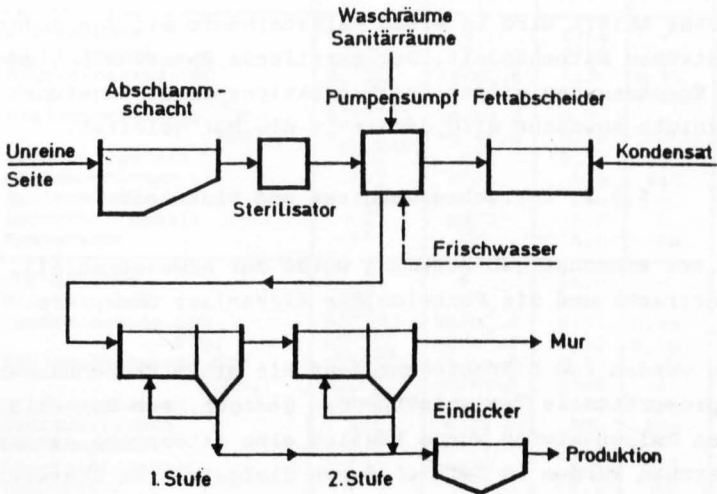 Waschräume
Sanitärräume
Abschlamm-
schacht
Pumpensumpf
Fettabscheider
Unreine
Seite
Kondensat
Sterilisator
Frischwasser
Mur
Eindicker
Produktion
1. Stufe
2. Stufe